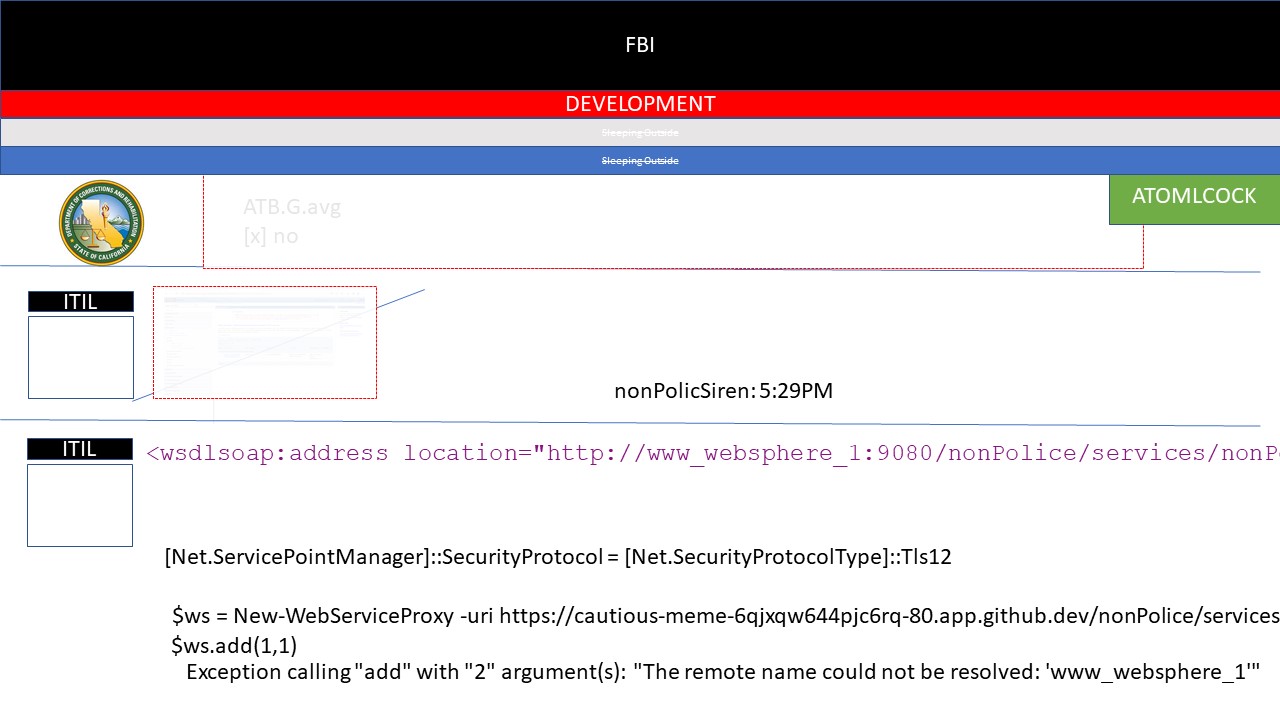 FBI
DEVELOPMENT
Sleeping Outside
Sleeping Outside
ATOMLCOCK
DEPARTMENT OF CORRECTIONS AND REHABILITATION
STATE OF CALIFORNIA
ATB.G.avg
[x] no
ITIL
nonPolicSiren: 5:29PM
ITIL
<wsdlsoap:address location="http://www_websphere_1:9080/nonPolice/services/nonP
[Net.ServicePointManager]::SecurityProtocol = [Net.SecurityProtocolType]::Tls12
$ws = New-WebServiceProxy -uri https://cautious-meme-6qjxqw644pjc6rq-80.app.github.dev/nonPolice/services
$ws.add(1,1)
Exception calling "add" with "2" argument(s): "The remote name could not be resolved: 'www_websphere_1'"